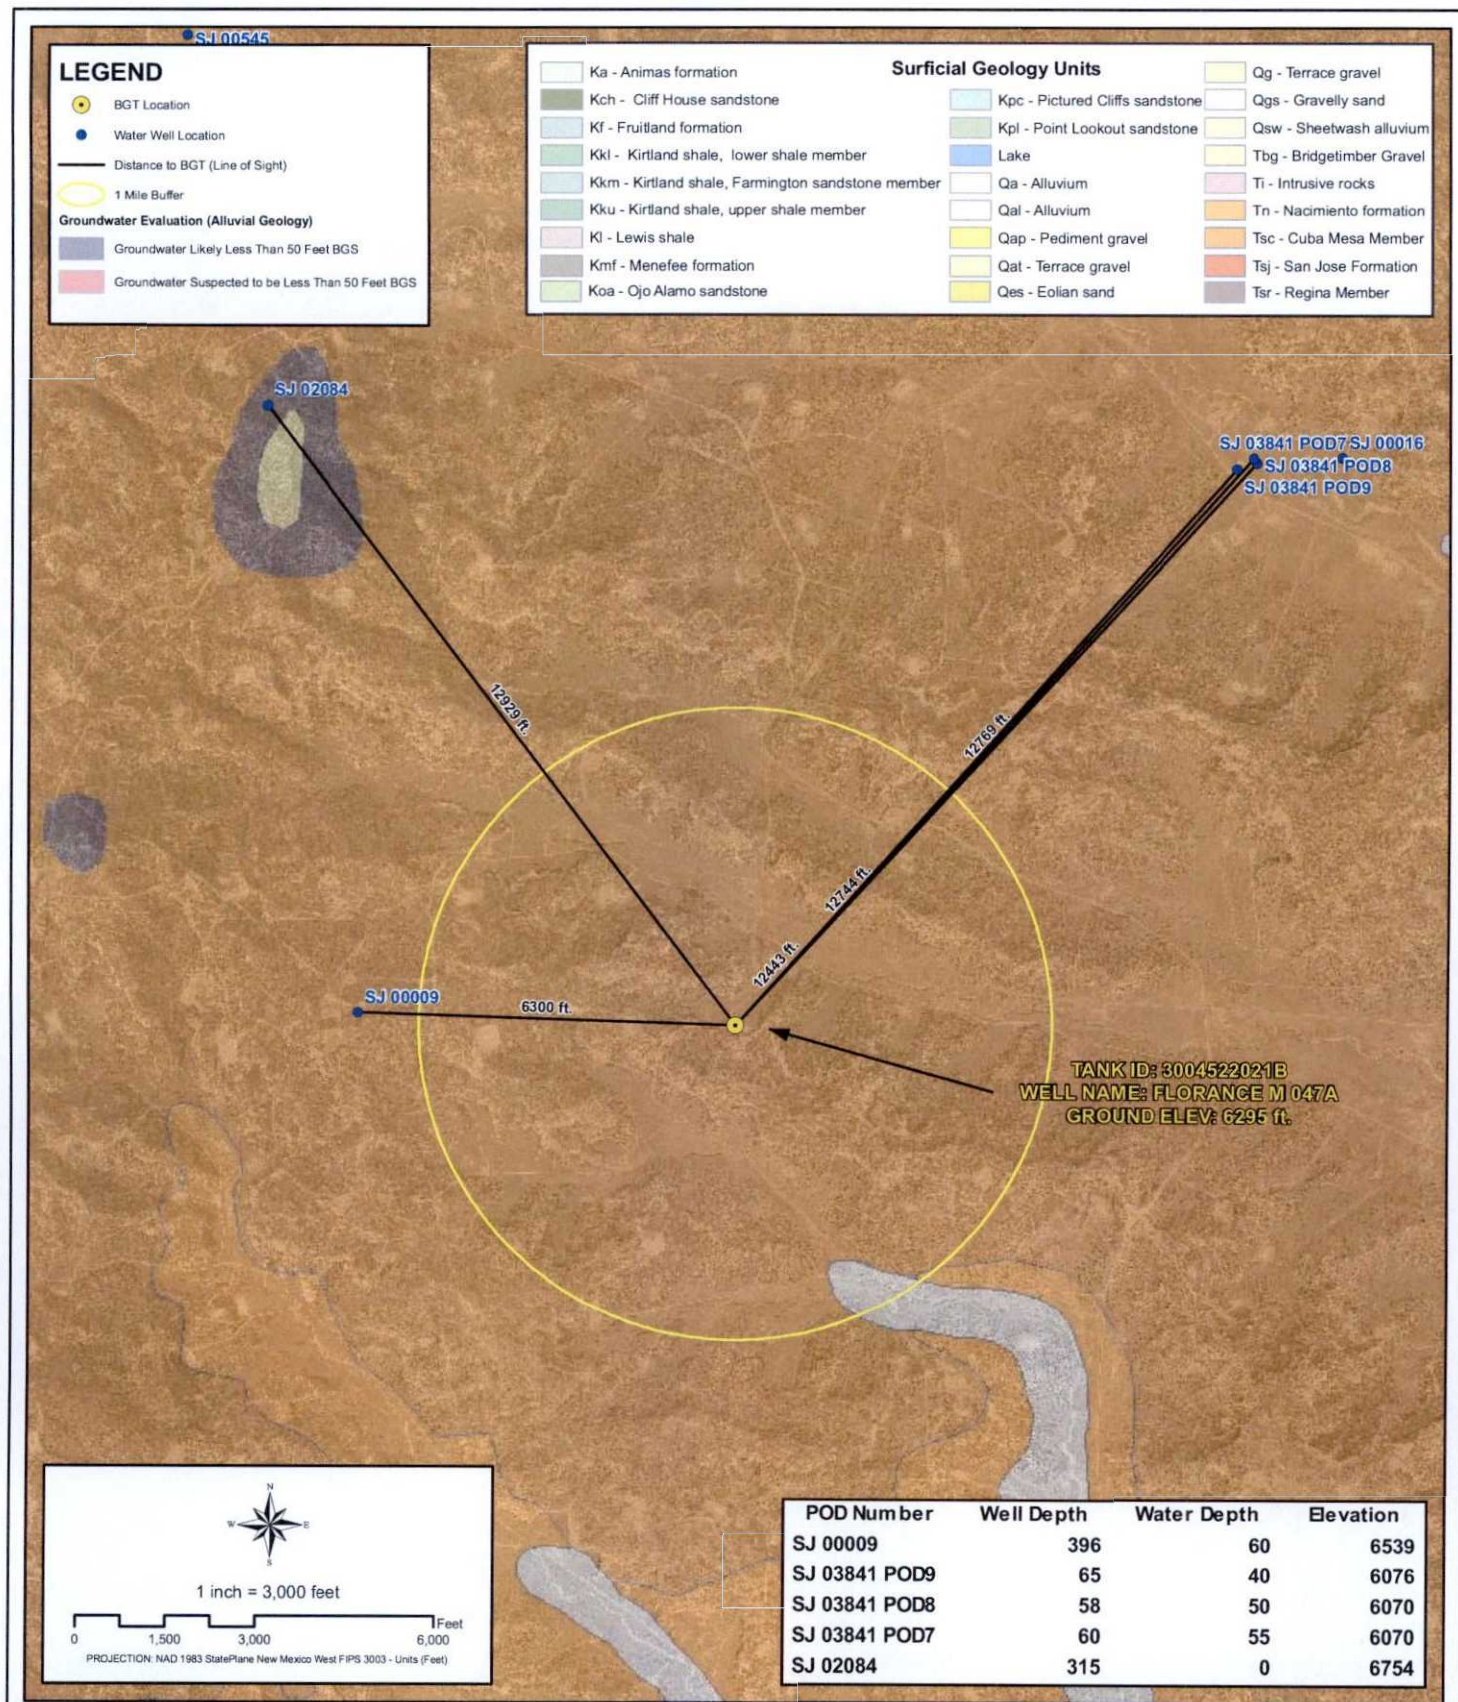 SJ 00545
LEGEND
BGT Location
Water Well Location
Distance to BGT (Line of Sight)
1 Mile Buffer
Groundwater Evaluation (Alluvial Geology)
Groundwater Likely Less Than 50 Feet BGS
Groundwater Suspected to be Less Than 50 Feet BGS
Surficial Geology Units
Ka - Animas formation
Kch - Cliff House sandstone
Kf - Fruitland formation
Kkl - Kirtland shale, lower shale member
Kkm - Kirtland shale, Farmington sandstone member
Kku - Kirtland shale, upper shale member
Kl - Lewis shale
Kmf - Menefee formation
Koa - Ojo Alamo sandstone
Kpc - Pictured Cliffs sandstone
Kpl - Point Lookout sandstone
Lake
Qa - Alluvium
Qal - Alluvium
Qap - Pediment gravel
Qat - Terrace gravel
Qes - Eolian sand
Qg - Terrace gravel
Qgs - Gravelly sand
Qsw - Sheetwash alluvium
Tbg - Bridgetimber Gravel
Ti - Intrusive rocks
Tn - Nacimiento formation
Tsc - Cuba Mesa Member
Tsj - San Jose Formation
Tsr - Regina Member
SJ 02084
SJ 03841 POD7 SJ 00016
SJ 03841 POD8
SJ 03841 POD9
12929 ft.
12769 ft.
12744 ft.
12443 ft.
SJ 00009
6300 ft.
TANK ID: 3004522021B
WELL NAME: FLORANCE M 047A
GROUND ELEV: 6295 ft.
N
W E
S
1 inch = 3,000 feet
Feet
0 1,500 3,000 6,000
PROJECTION: NAD 1983 StatePlane New Mexico West FIPS 3003 - Units (Feet)
POD Number Well Depth Water Depth Elevation
SJ 00009 396 60 6539
SJ 03841 POD9 65 40 6076
SJ 03841 POD8 58 50 6070
SJ 03841 POD7 60 55 6070
SJ 02084 315 0 6754